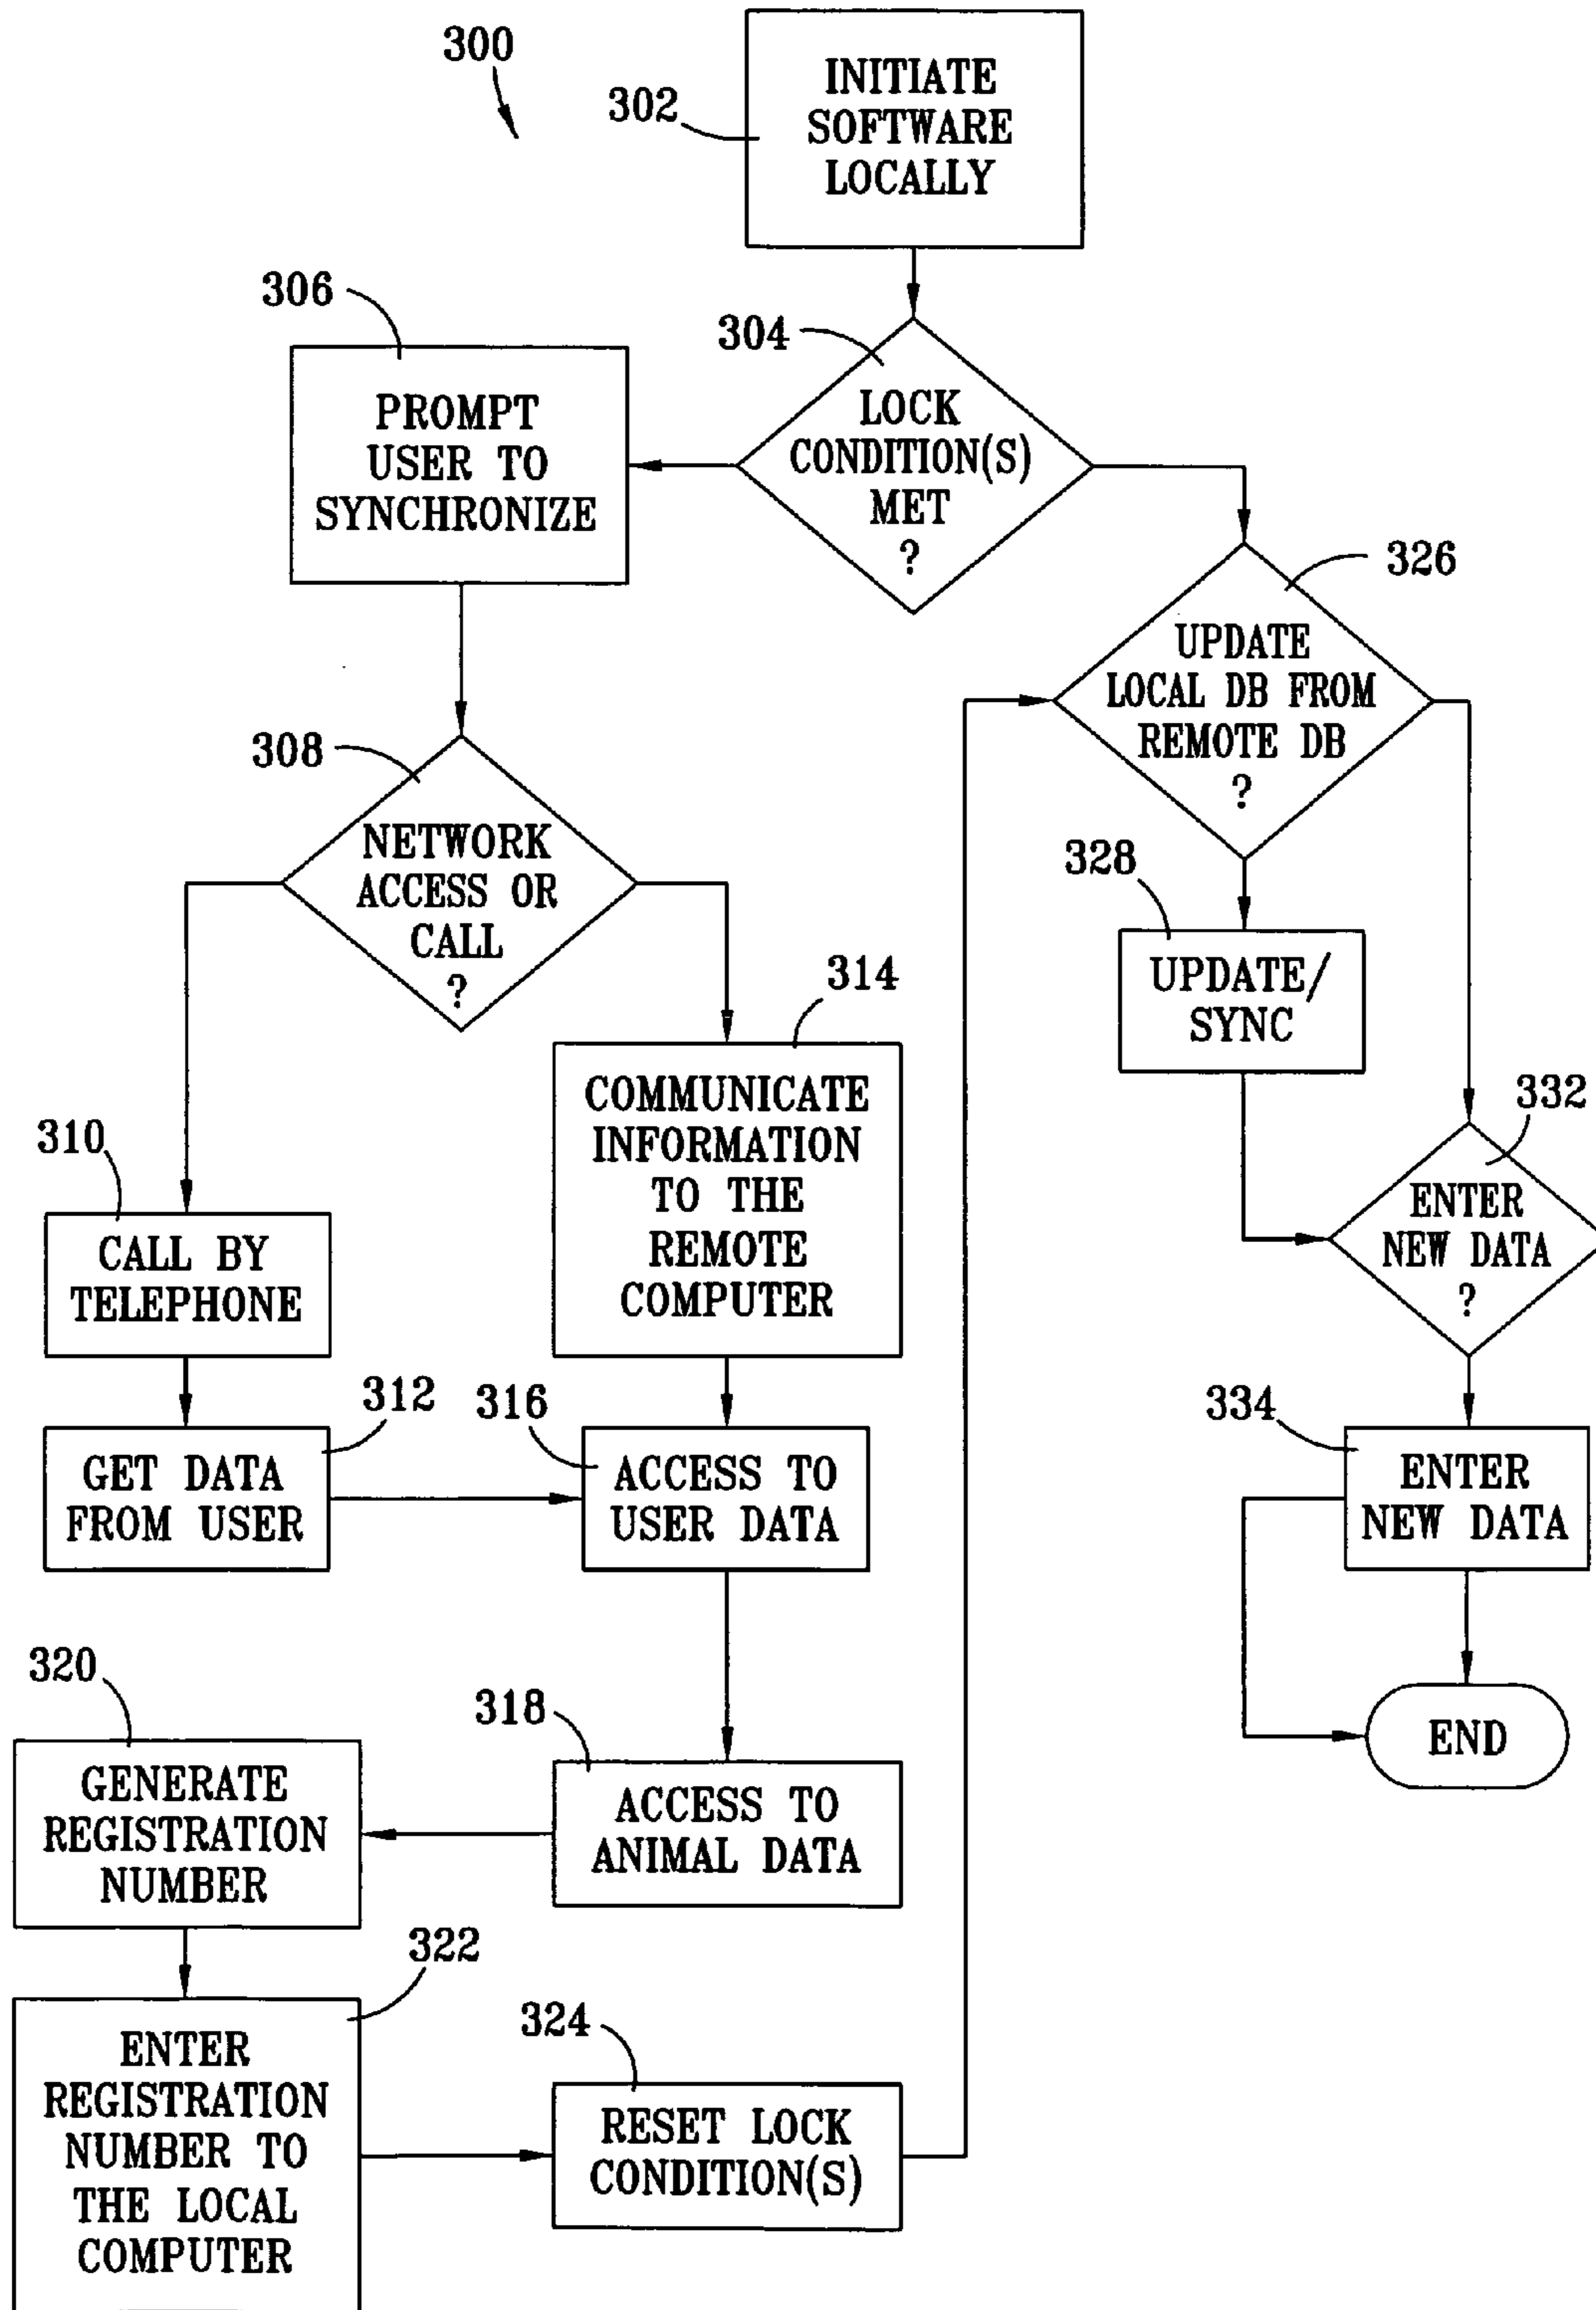 300
302
INITIATE
SOFTWARE
LOCALLY
304
LOCK
CONDITION(S)
MET
?
306
PROMPT
USER TO
SYNCHRONIZE
308
NETWORK
ACCESS OR
CALL
?
310
CALL BY
TELEPHONE
312
GET DATA
FROM USER
314
COMMUNICATE
INFORMATION
TO THE
REMOTE
COMPUTER
316
ACCESS TO
USER DATA
318
ACCESS TO
ANIMAL DATA
320
GENERATE
REGISTRATION
NUMBER
322
ENTER
REGISTRATION
NUMBER TO
THE LOCAL
COMPUTER
324
RESET LOCK
CONDITION(S)
326
UPDATE
LOCAL DB FROM
REMOTE DB
?
328
UPDATE/
SYNC
332
ENTER
NEW DATA
?
334
ENTER
NEW DATA
END